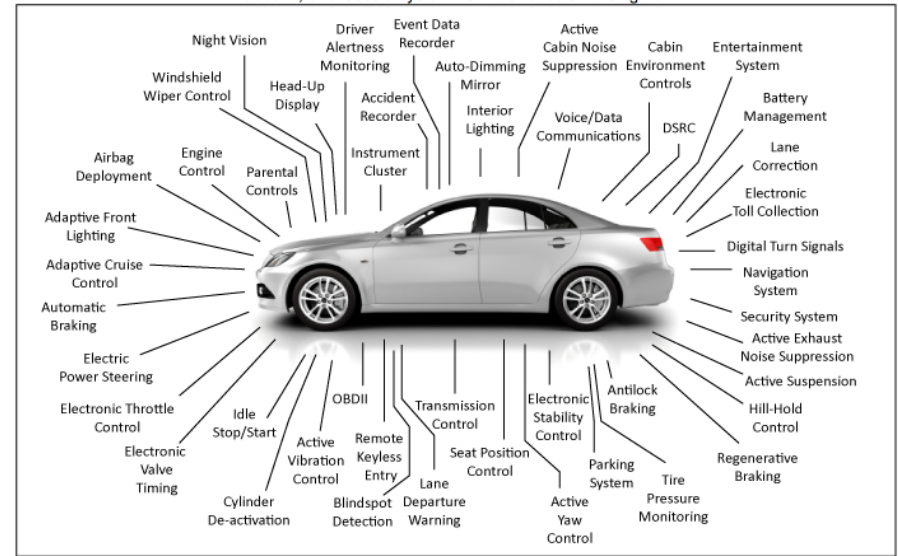 Night Vision
Driver
Alertness
Monitoring
Event Data
Recorder
Active
Cabin Noise
Suppression
Cabin
Environment
Controls
Entertainment
System
Windshield
Wiper Control
Head-Up
Display
Accident
Recorder
Auto-Dimming
Mirror
Interior
Lighting
Voice/Data
Communications
DSRC
Battery
Management
Lane
Correction
Airbag
Deployment
Engine
Control
Parental
Controls
Instrument
Cluster
Electronic
Toll Collection
Adaptive Front
Lighting
Digital Turn Signals
Adaptive Cruise
Control
Navigation
System
Automatic
Braking
Security System
Electric
Power Steering
Active Exhaust
Noise Suppression
Active Suspension
Electronic Throttle
Control
Idle
Stop/Start
OBDII
Transmission
Control
Electronic
Stability
Control
Antilock
Braking
Hill-Hold
Control
Electronic
Valve
Timing
Active
Vibration
Control
Remote
Keyless
Entry
Seat Position
Control
Parking
System
Regenerative
Braking
Cylinder
De-activation
Blindspot
Detection
Lane
Departure
Warning
Active
Yaw
Control
Tire
Pressure
Monitoring